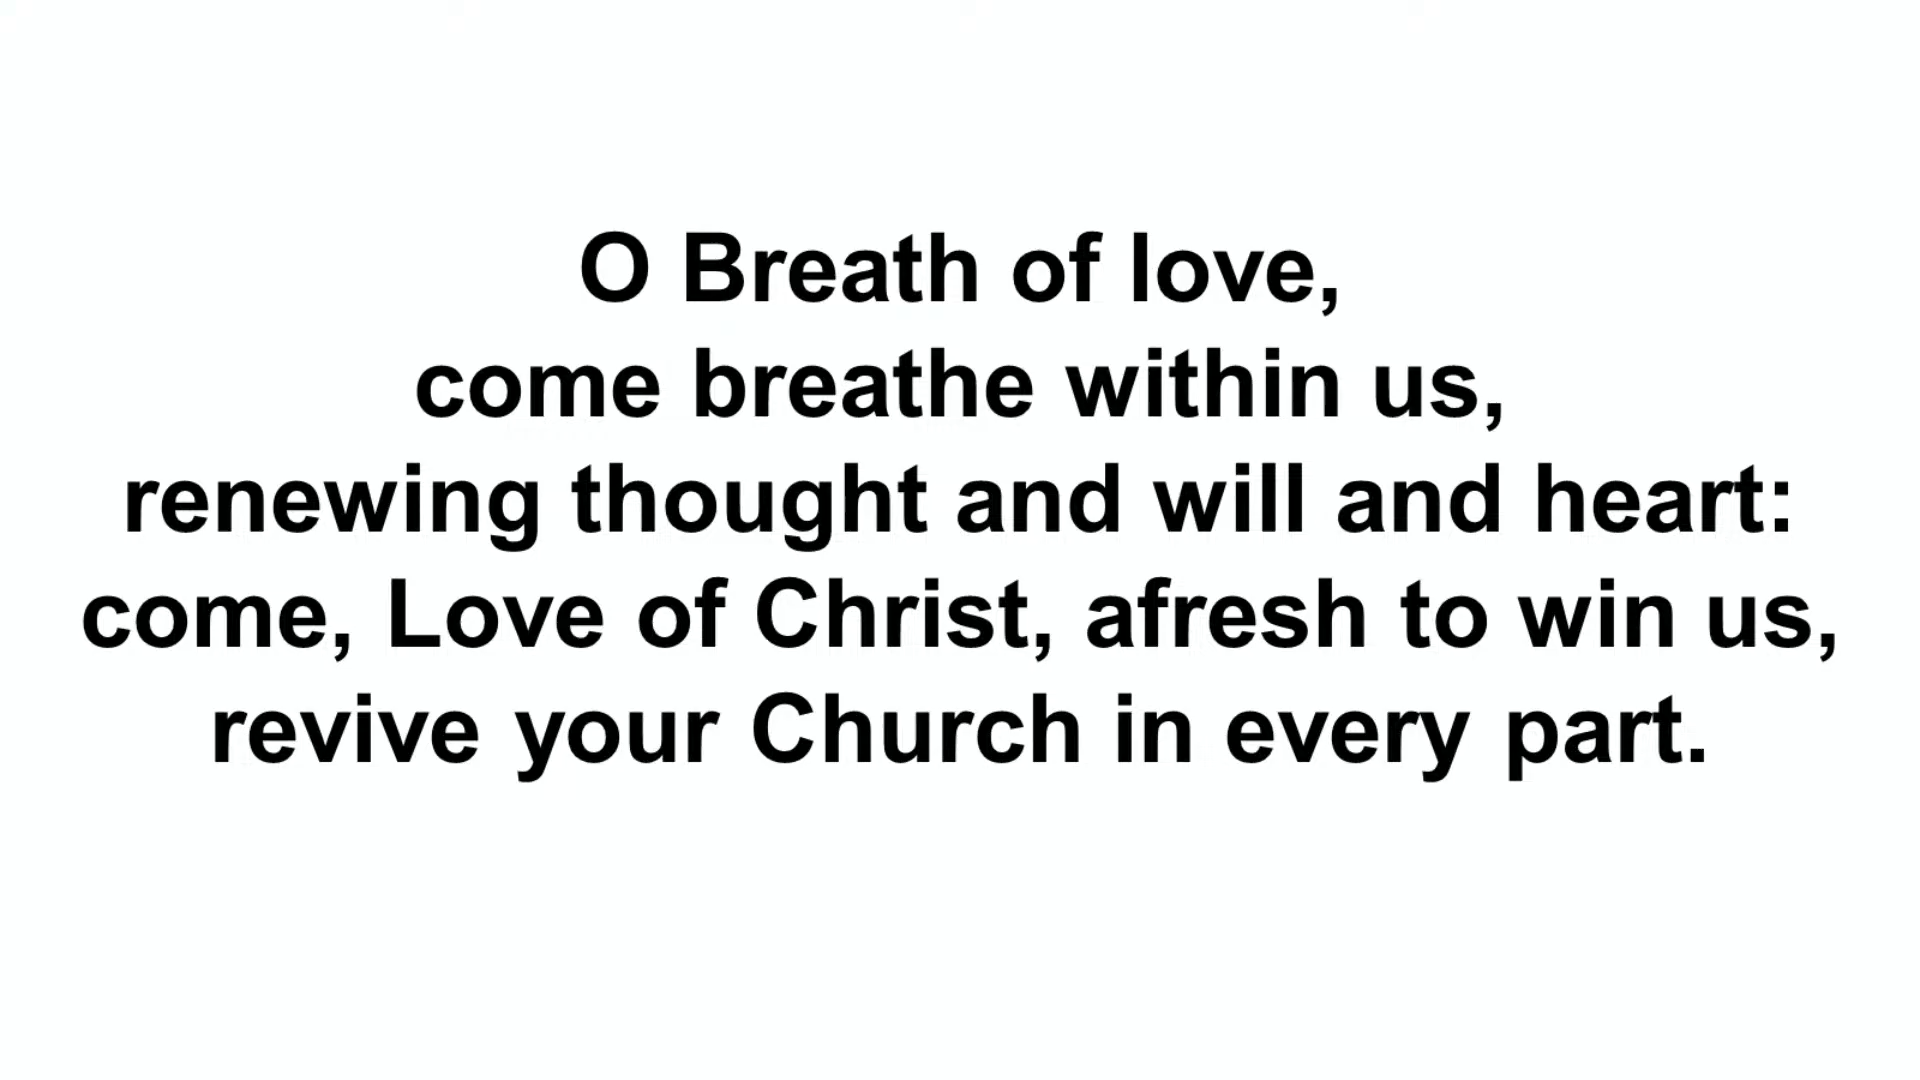 O Breath of love,
come breathe within us,
renewing thought and will and heart:
come, Love of Christ, afresh to win us,
revive your Church in every part.